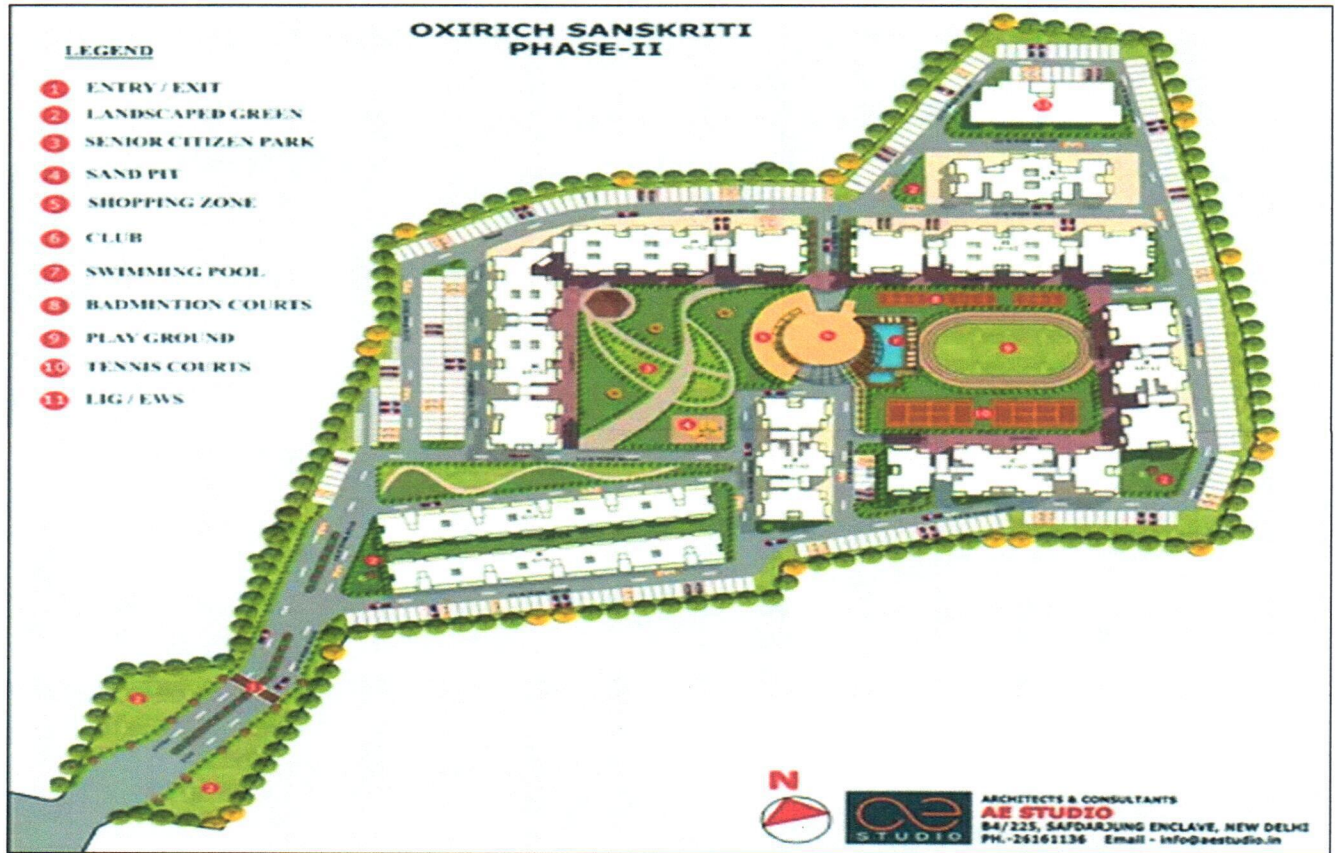 OXIRICH SANSKRITI
PHASE-II
LEGEND
1 ENTRY / EXIT
2 LANDSCAPED GREEN
3 SENIOR CITIZEN PARK
4 SAND PIT
5 SHOPPING ZONE
6 CLUB
7 SWIMMING POOL
8 BADMINTION COURTS
9 PLAY GROUND
10 TENNIS COURTS
11 LIG / EWS
N
ae
STUDIO
ARCHITECTS & CONSULTANTS
AE STUDIO
B4/225, SAFDARJUNG ENCLAVE, NEW DELHI
PH.-26161136 Email - info@aestudio.in